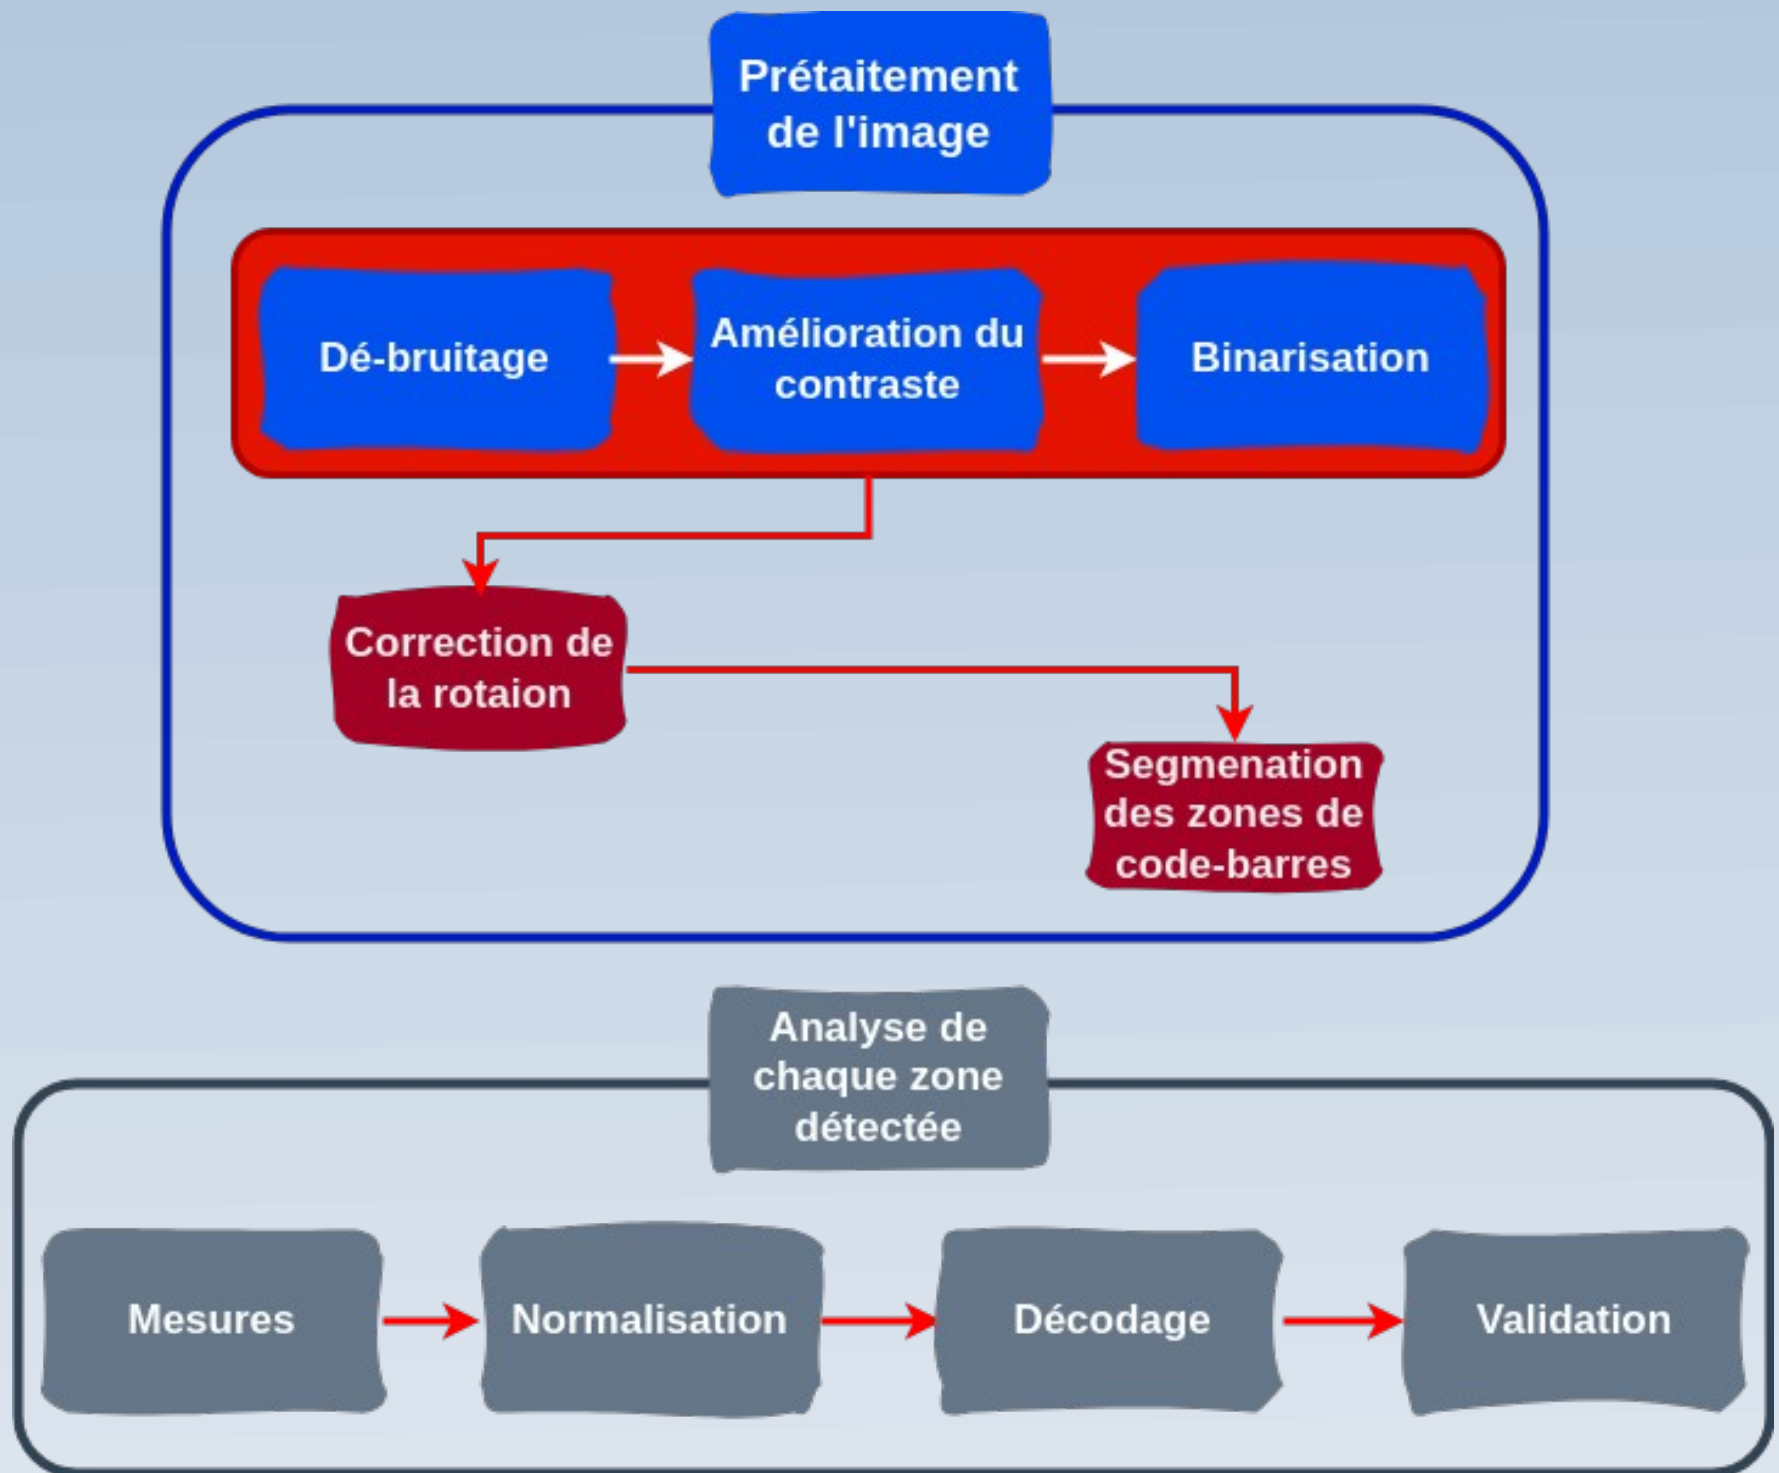 Prétaitement
de l'image
Dé-bruitage
Amélioration du
contraste
Binarisation
Correction de
la rotaion
Segmenation
des zones de
code-barres
Analyse de
chaque zone
détectée
Mesures
Normalisation
Décodage
Validation